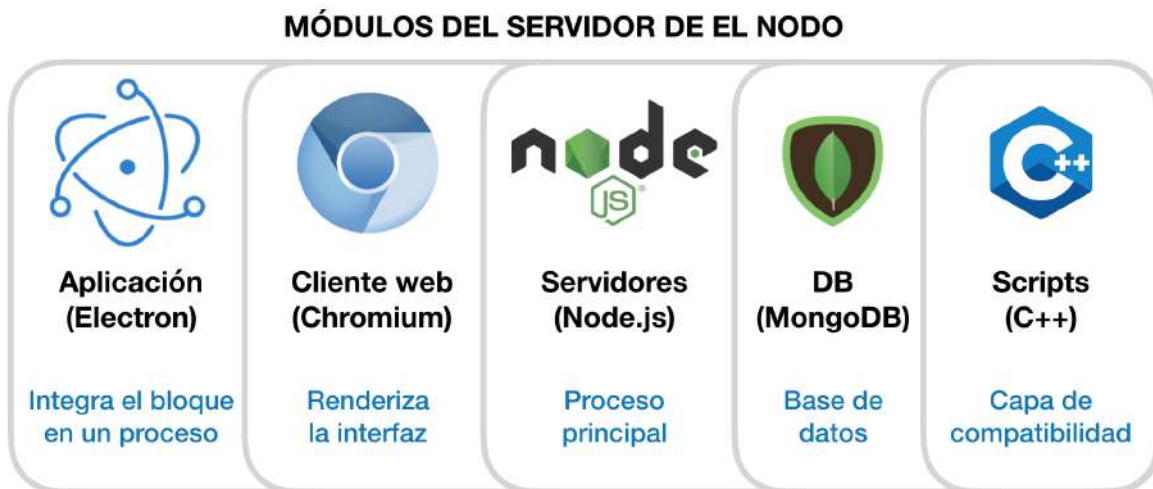 MÓDULOS DEL SERVIDOR DE EL NODO
node
JS
®
C++
Aplicación
(Electron)
Cliente web
(Chromium)
Servidores
(Node.js)
DB
(MongoDB)
Scripts
(C++)
Integra el bloque
en un proceso
Renderiza
la interfaz
Proceso
principal
Base de
datos
Capa de
compatibilidad